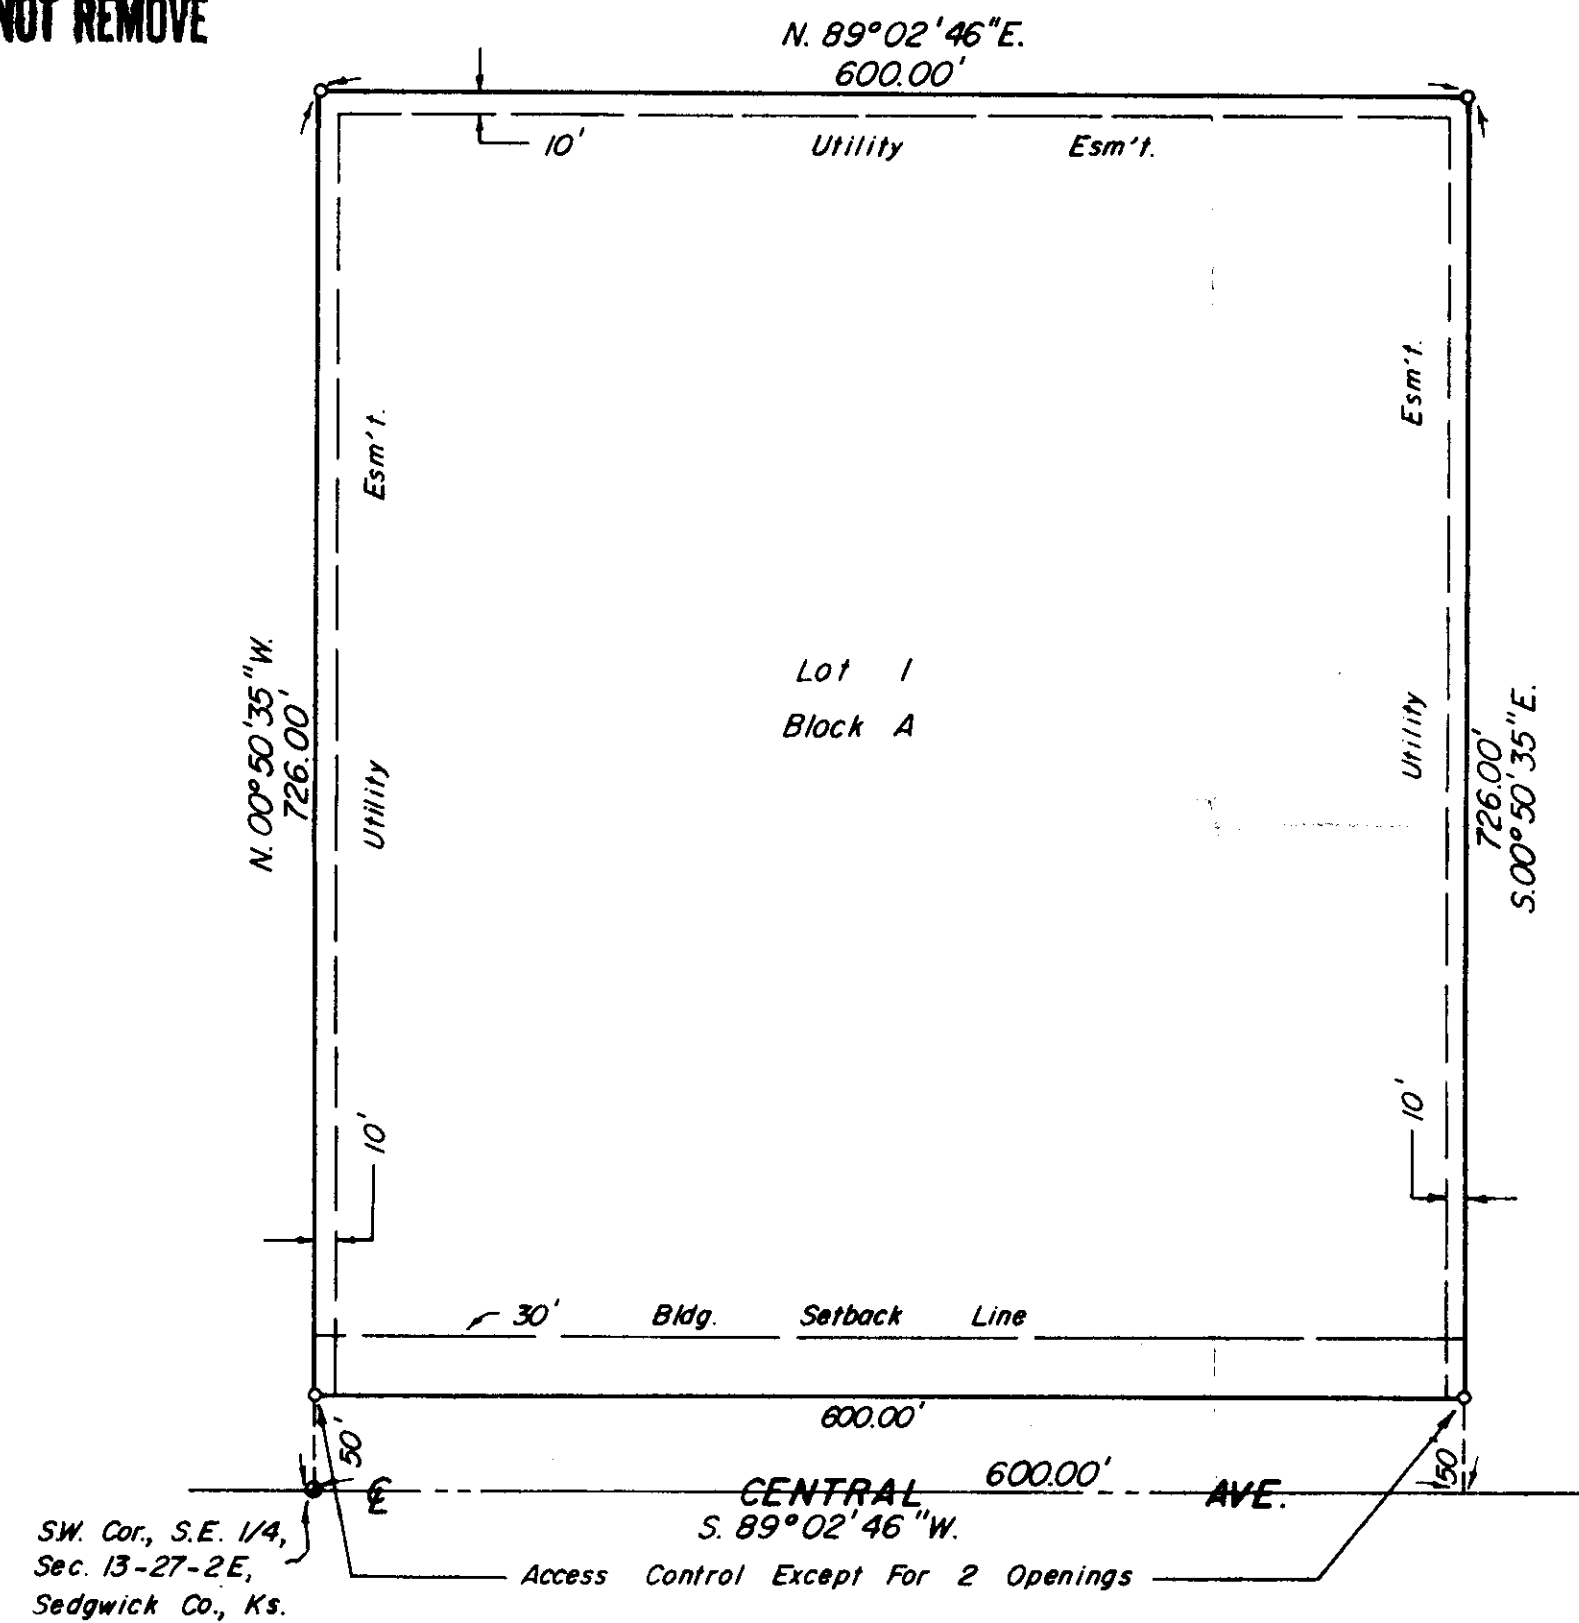 NOT REMOVE
N. 89°02'46"E.
600.00'
10'
Utility Esm't.
Esm't.
Esm't.
N. 00°50'35"W.
726.00'
Lot 1
Block A
Utility
Utility
726.00'
S.00°50'35"E.
10'
10'
30' Bldg. Setback Line
600.00'
50'
600.00'
50'
℄ CENTRAL AVE.
S. 89°02'46"W.
S.W. Cor., S.E. 1/4,
Sec. 13-27-2E,
Sedgwick Co., Ks.
Access Control Except For 2 Openings